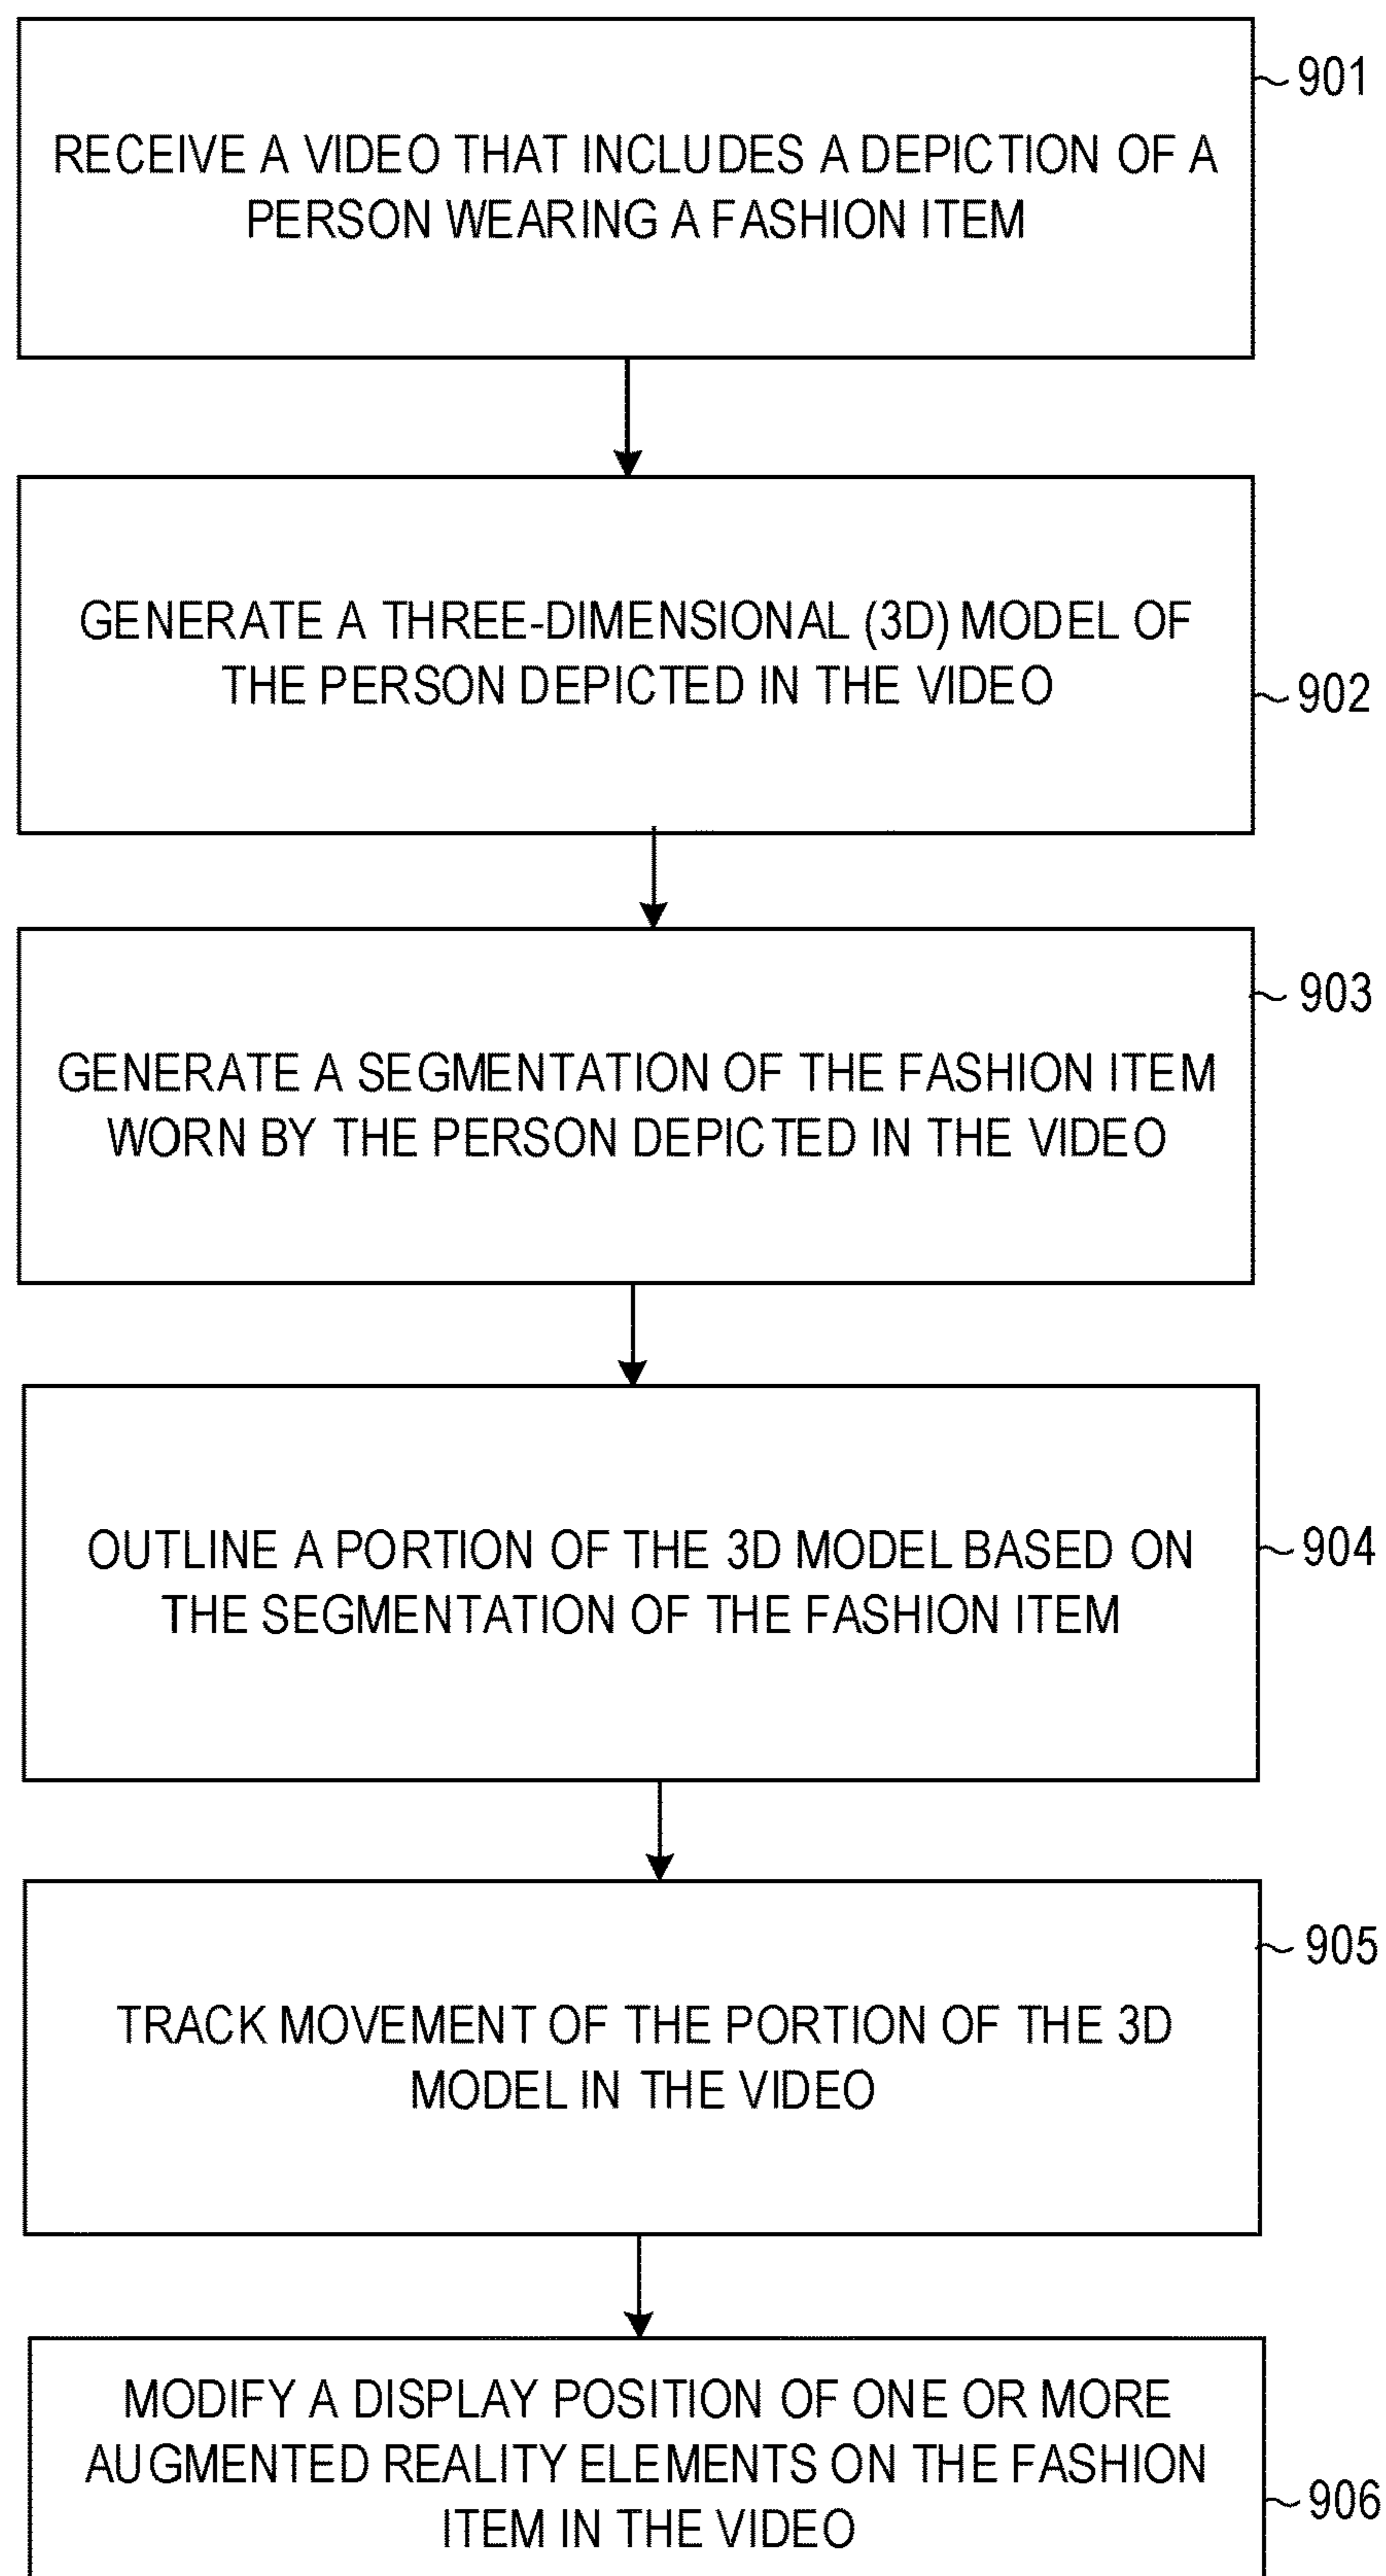 901
RECEIVE A VIDEO THAT INCLUDES A DEPICTION OF A
PERSON WEARING A FASHION ITEM
GENERATE A THREE-DIMENSIONAL (3D) MODEL OF
THE PERSON DEPICTED IN THE VIDEO
902
903
GENERATE A SEGMENTATION OF THE FASHION ITEM
WORN BY THE PERSON DEPICTED IN THE VIDEO
OUTLINE A PORTION OF THE 3D MODEL BASED ON
THE SEGMENTATION OF THE FASHION ITEM
904
905
TRACK MOVEMENT OF THE PORTION OF THE 3D
MODEL IN THE VIDEO
MODIFY A DISPLAY POSITION OF ONE OR MORE
AUGMENTED REALITY ELEMENTS ON THE FASHION
ITEM IN THE VIDEO
906